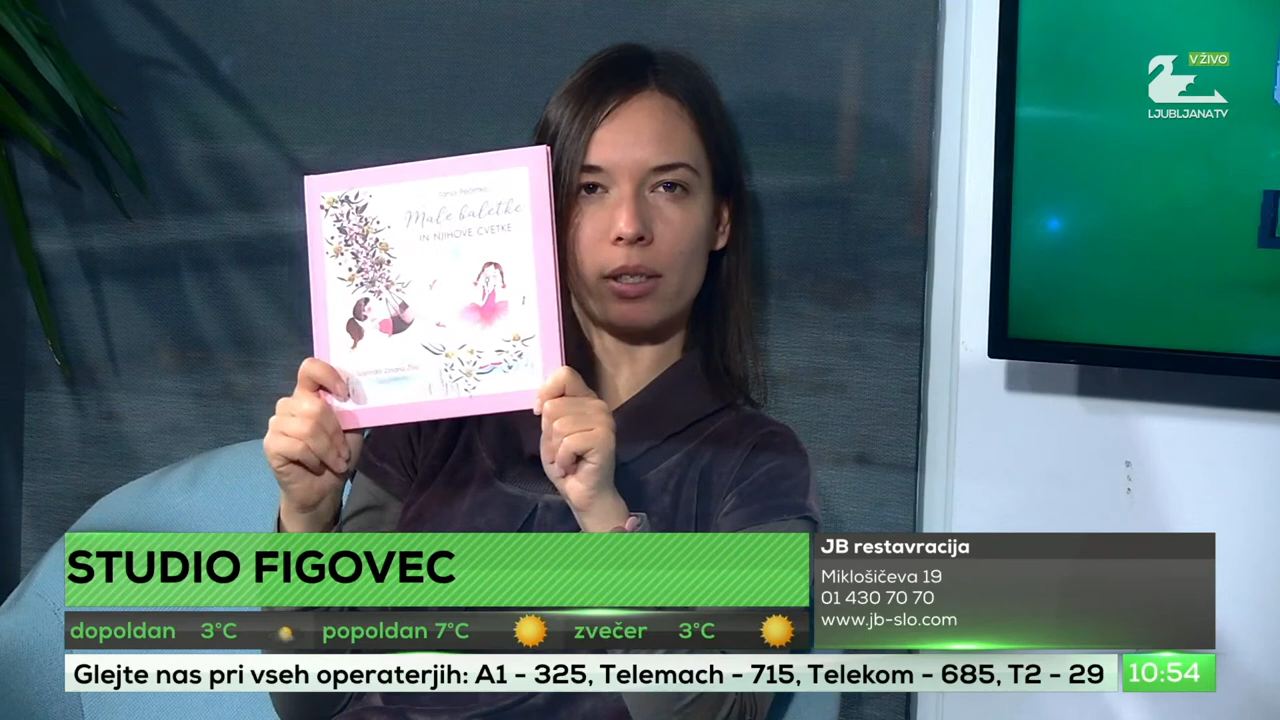 V ŽIVO
LJUBLJANATV
Male baletke
IN NJIHOVE CVETKE
STUDIO FIGOVEC
JB restavracija
Miklošičeva 19
01 430 70 70
www.jb-slo.com
dopoldan 3°C popoldan 7°C zvečer 3°C
Glejte nas pri vseh operaterjih: A1 - 325, Telemach - 715, Telekom - 685, T2 - 29
10:54